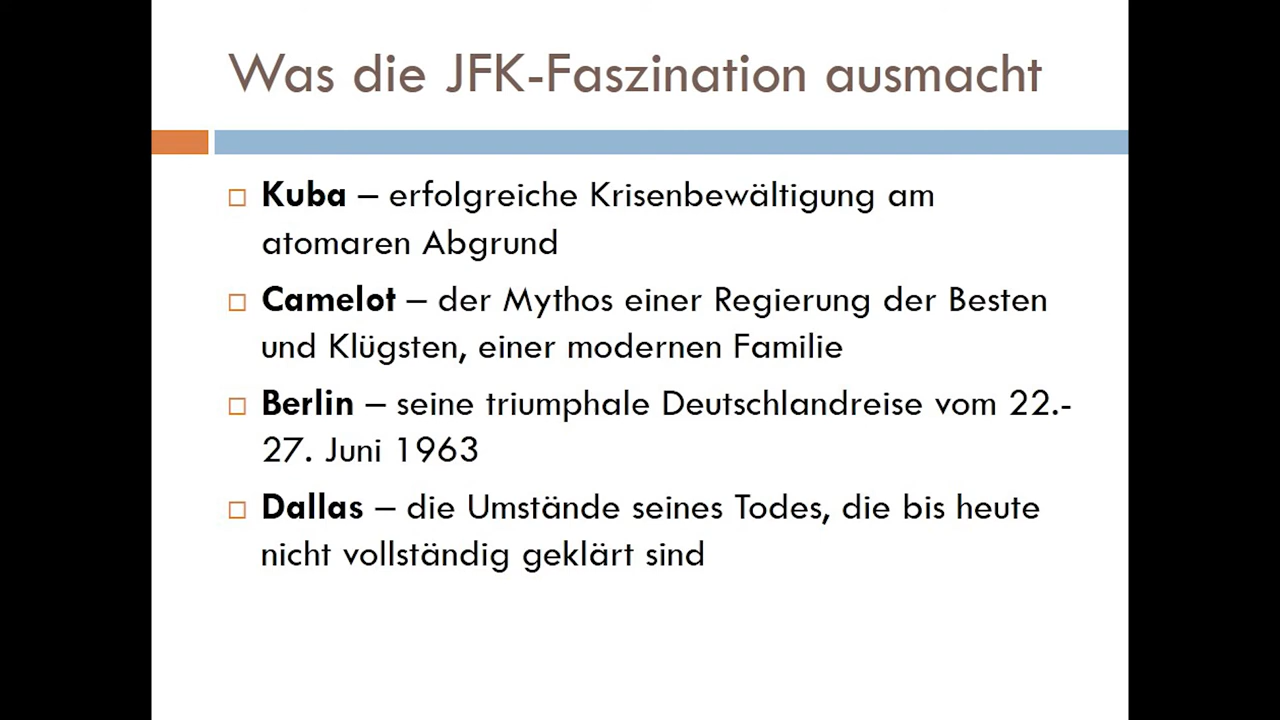 Was die JFK-Faszination ausmacht
Kuba – erfolgreiche Krisenbewältigung am
atomaren Abgrund
Camelot – der Mythos einer Regierung der Besten
und Klügsten, einer modernen Familie
Berlin – seine triumphale Deutschlandreise vom 22.-
27. Juni 1963
Dallas – die Umstände seines Todes, die bis heute
nicht vollständig geklärt sind